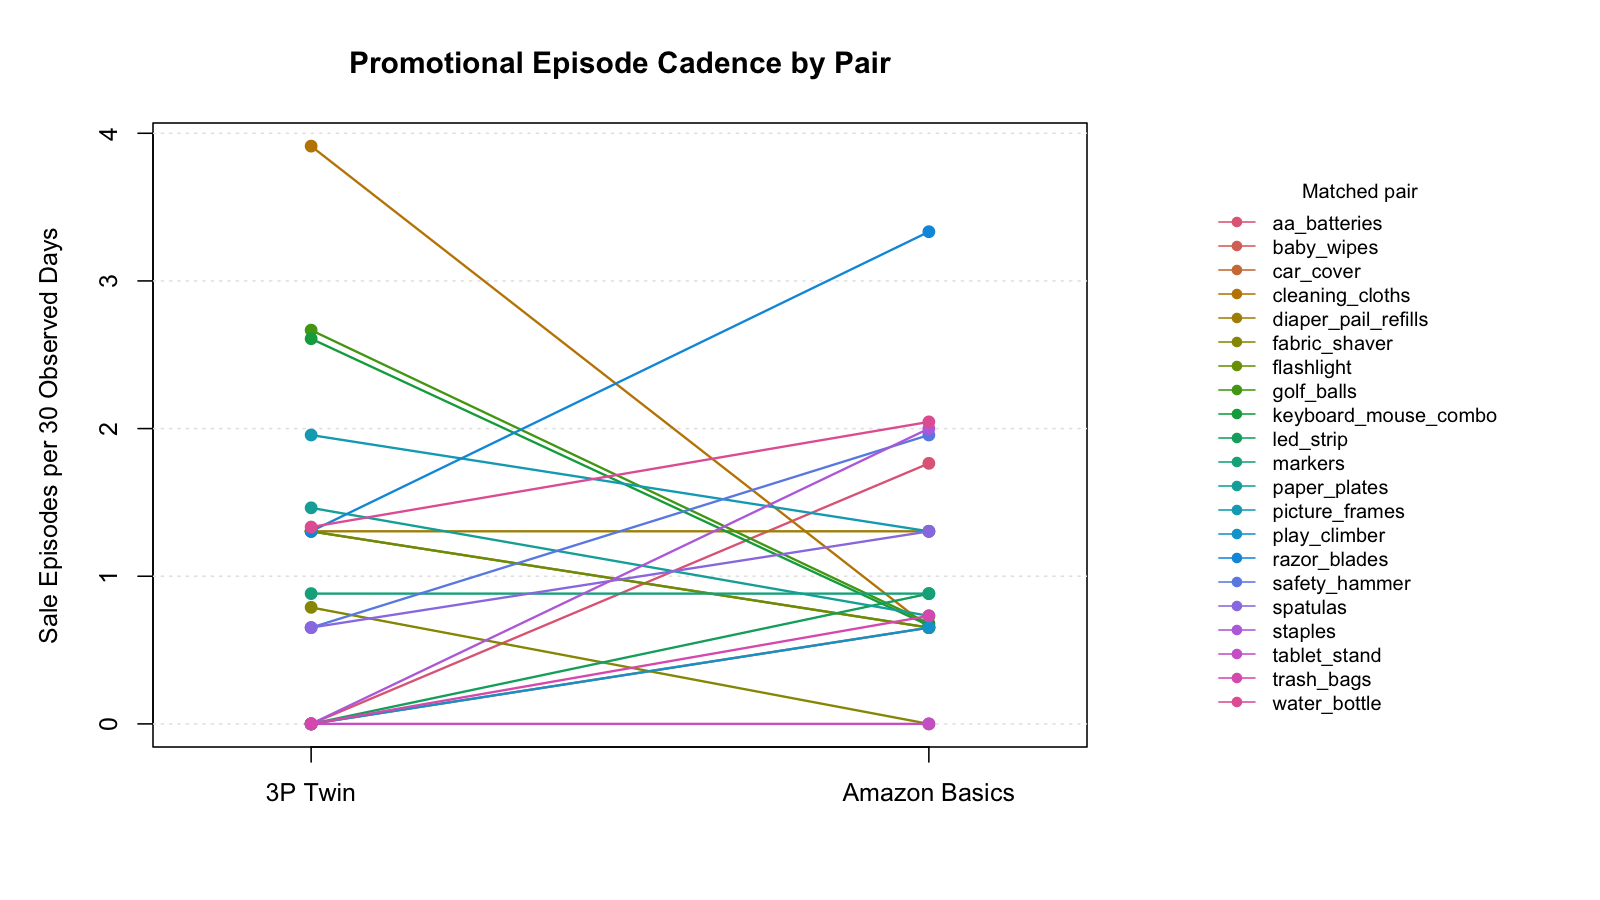 Promotional Episode Cadence by Pair
Sale Episodes per 30 Observed Days
4
3
2
1
0
3P Twin
Amazon Basics
Matched pair
aa_batteries
baby_wipes
car_cover
cleaning_cloths
diaper_pail_refills
fabric_shaver
flashlight
golf_balls
keyboard_mouse_combo
led_strip
markers
paper_plates
picture_frames
play_climber
razor_blades
safety_hammer
spatulas
staples
tablet_stand
trash_bags
water_bottle